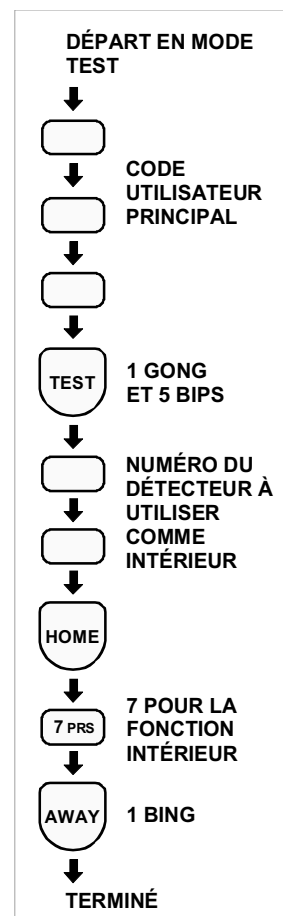 DÉPART EN MODE
TEST
CODE
UTILISATEUR
PRINCIPAL
TEST
1 GONG
ET 5 BIPS
NUMÉRO DU
DÉTECTEUR À
UTILISER
COMME
INTÉRIEUR
HOME
7 PRS
7 POUR LA
FONCTION
INTÉRIEUR
AWAY
1 BING
TERMINÉ